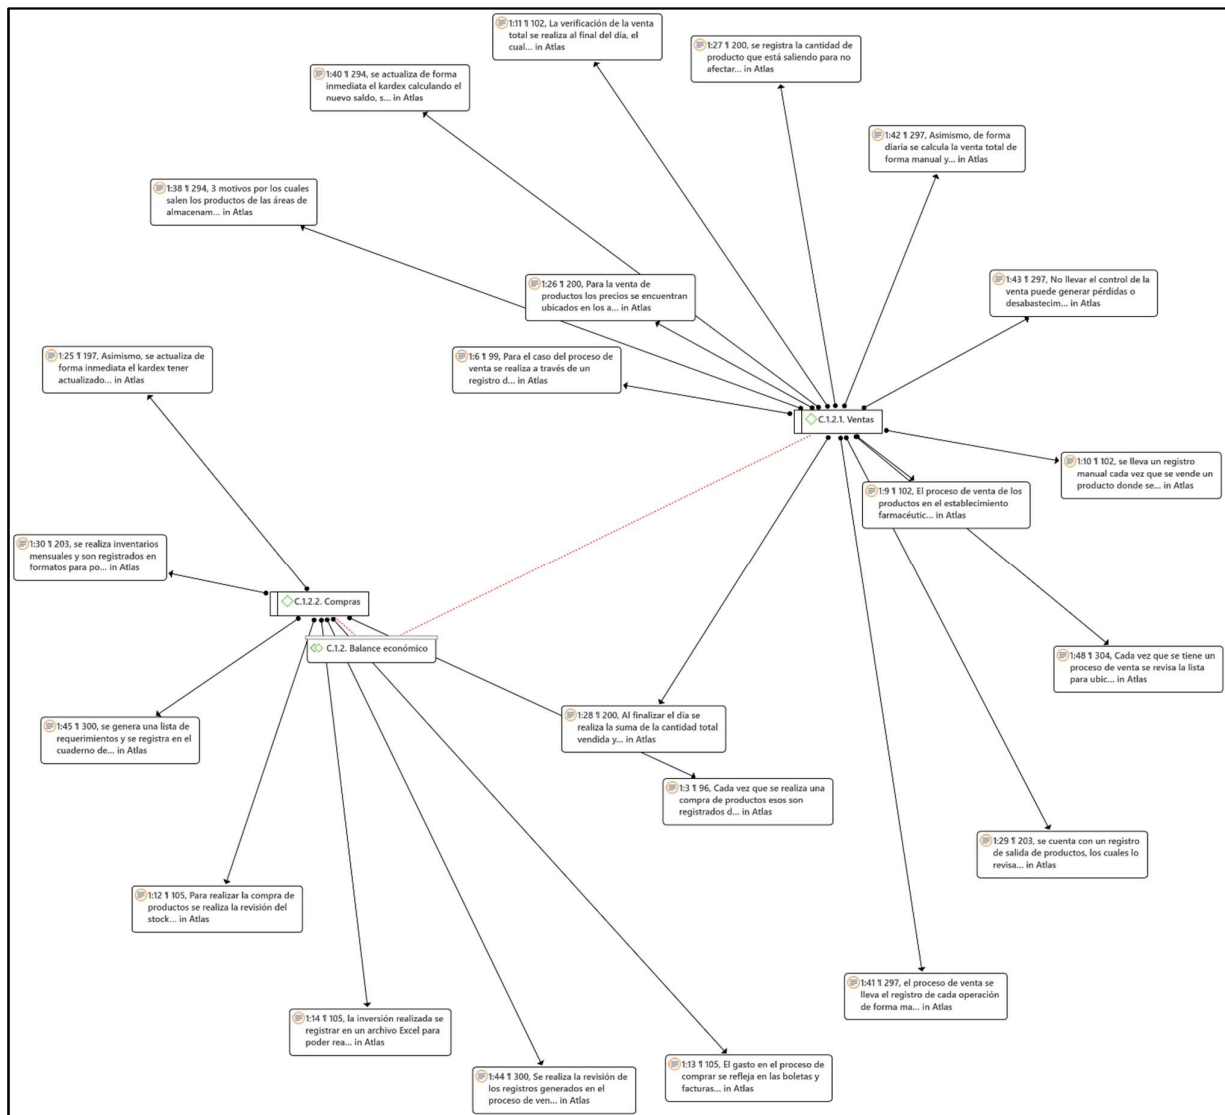 1:11 ¶ 102, La verificación de la venta
total se realiza al final del día, el
cual... in Atlas
1:27 ¶ 200, se registra la cantidad de
producto que está saliendo para no
afectar... in Atlas
1:40 ¶ 294, se actualiza de forma
inmediata el kardex calculando el
nuevo saldo, s... in Atlas
1:42 ¶ 297, Asimismo, de forma
diaria se calcula la venta total de
forma manual y... in Atlas
1:38 ¶ 294, 3 motivos por los cuales
salen los productos de las áreas de
almacenam... in Atlas
1:43 ¶ 297, No llevar el control de la
venta puede generar pérdidas o
desabastecim... in Atlas
1:26 ¶ 200, Para la venta de
productos los precios se encuentran
ubicados en los a... in Atlas
1:25 ¶ 197, Asimismo, se actualiza de
forma inmediata el kardex tener
actualizado... in Atlas
1:6 ¶ 99, Para el caso del proceso de
venta se realiza a través de un
registro d... in Atlas
C.1.2.1. Ventas
1:10 ¶ 102, se lleva un registro
manual cada vez que se vende un
producto donde se... in Atlas
1:9 ¶ 102, El proceso de venta de los
productos en el establecimiento
farmacéutic... in Atlas
1:30 ¶ 203, se realiza inventarios
mensuales y son registrados en
formatos para po... in Atlas
C.1.2.2. Compras
C.1.2. Balance económico
1:48 ¶ 304, Cada vez que se tiene un
proceso de venta se revisa la lista
para ubic... in Atlas
1:45 ¶ 300, se genera una lista de
requerimientos y se registra en el
cuaderno de... in Atlas
1:28 ¶ 200, Al finalizar el día se
realiza la suma de la cantidad total
vendida y... in Atlas
1:3 ¶ 96, Cada vez que se realiza una
compra de productos esos son
registrados d... in Atlas
1:29 ¶ 203, se cuenta con un registro
de salida de productos, los cuales lo
revisa... in Atlas
1:12 ¶ 105, Para realizar la compra de
productos se realiza la revisión del
stock... in Atlas
1:41 ¶ 297, el proceso de venta se
lleva el registro de cada operación
de forma ma... in Atlas
1:14 ¶ 105, la inversión realizada se
registrar en un archivo Excel para
poder rea... in Atlas
1:13 ¶ 105, El gasto en el proceso de
comprar se refleja en las boletas y
facturas... in Atlas
1:44 ¶ 300, Se realiza la revisión de
los registros generados en el
proceso de ven... in Atlas